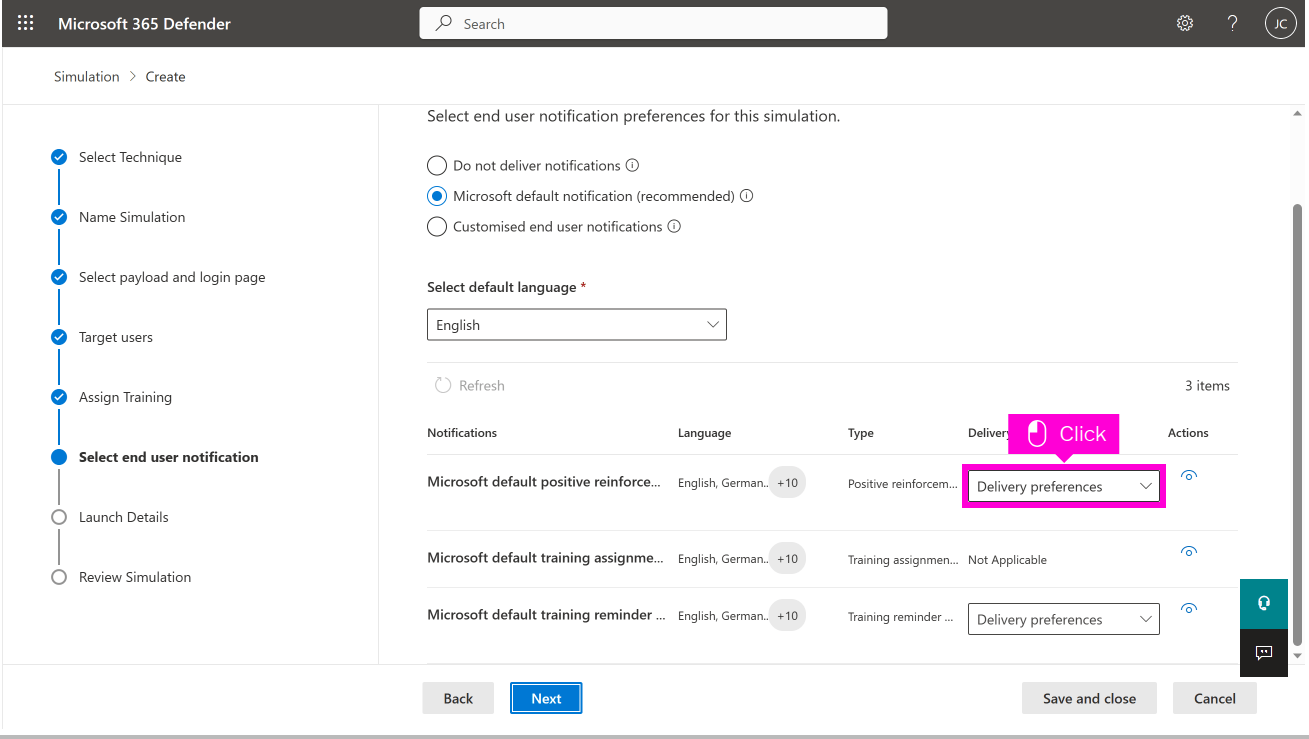 Microsoft 365 Defender
Search
?
JC
Simulation > Create
Select Technique
Name Simulation
Select payload and login page
Target users
Assign Training
Select end user notification
Launch Details
Review Simulation
Select end user notification preferences for this simulation.
Do not deliver notifications
Microsoft default notification (recommended)
Customised end user notifications
Select default language *
English
Refresh
3 items
Notifications Language Type Delivery Actions
Click
Microsoft default positive reinforce... English, German.. +10 Positive reinforcem... Delivery preferences
Microsoft default training assignme... English, German.. +10 Training assignmen... Not Applicable
Microsoft default training reminder ... English, German.. +10 Training reminder ... Delivery preferences
Back Next Save and close Cancel